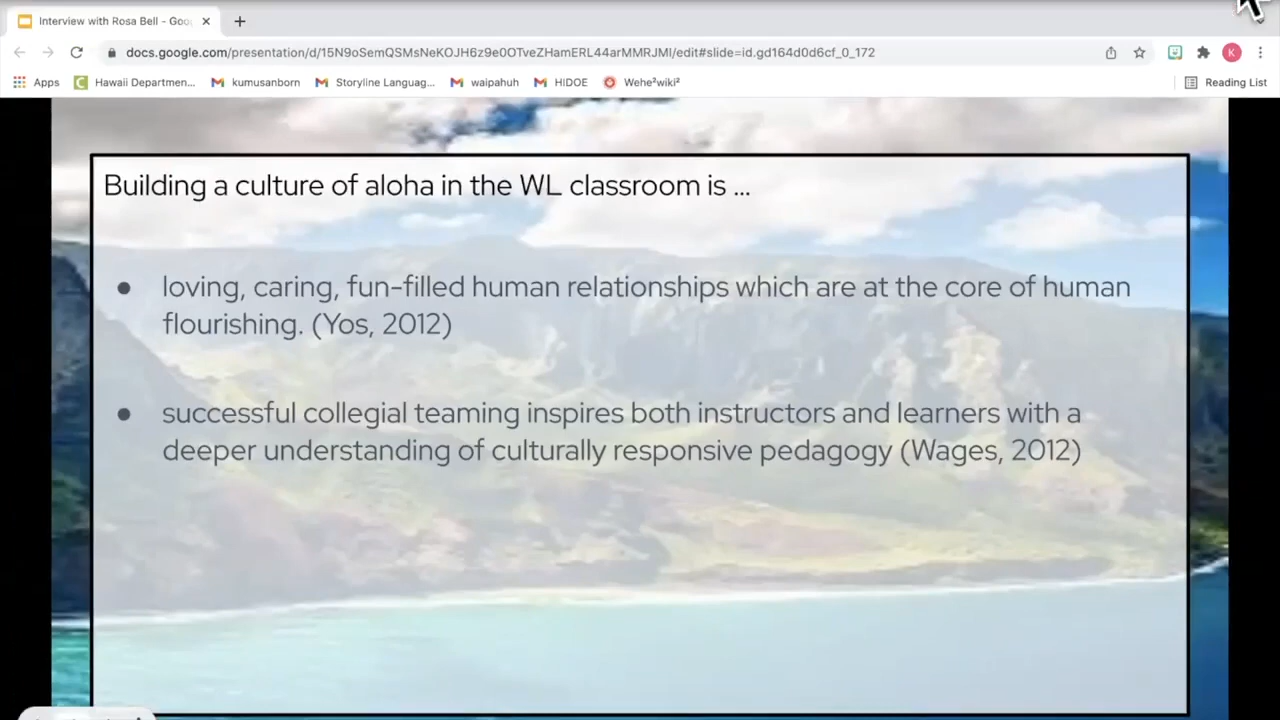 Interview with Rosa Bell - Goo
docs.google.com/presentation/d/15N9oSemQSMsNeKOJH6z9e0OTveZHamERL44arMMRJMI/edit#slide=id.gd164d0d6cf_0_172
K
Apps
Hawaii Departmen...
kumusanborn
Storyline Languag...
waipahuh
HIDOE
Wehe²wiki²
Reading List
Building a culture of aloha in the WL classroom is ...
● loving, caring, fun-filled human relationships which are at the core of human
flourishing. (Yos, 2012)
● successful collegial teaming inspires both instructors and learners with a
deeper understanding of culturally responsive pedagogy (Wages, 2012)